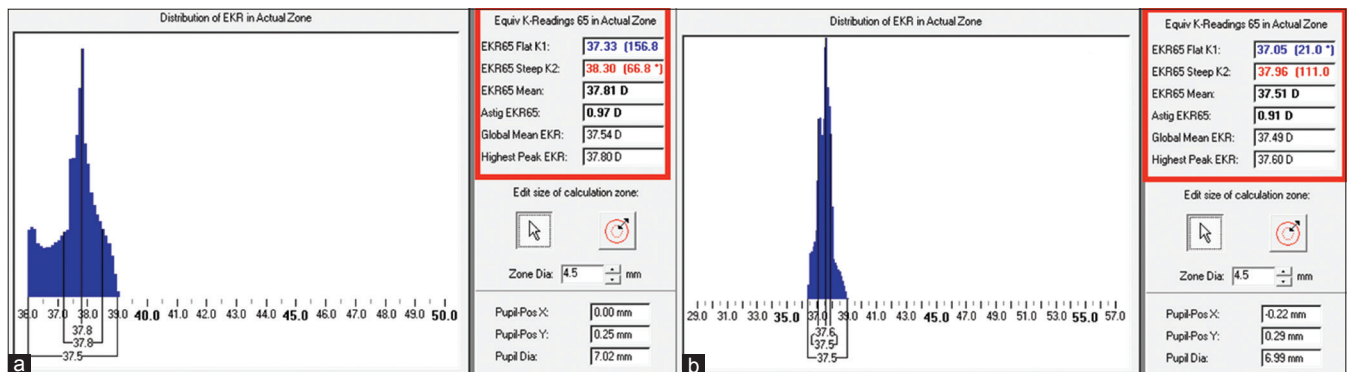 Distribution of EKR in Actual Zone
36.0 37.0 38.0 39.0 40.0 41.0 42.0 43.0 44.0 45.0 46.0 47.0 48.0 49.0 50.0
37.8
37.8
37.5
a
Equiv K-Readings 65 in Actual Zone
EKR65 Flat K1: 37.33 (156.8
EKR65 Steep K2: 38.30 (66.8 °)
EKR65 Mean: 37.81 D
Astig EKR65: 0.97 D
Global Mean EKR: 37.54 D
Highest Peak EKR: 37.80 D
Edit size of calculation zone:
Zone Dia: 4.5 mm
Pupil-Pos X: 0.00 mm
Pupil-Pos Y: 0.25 mm
Pupil Dia: 7.02 mm
Distribution of EKR in Actual Zone
29.0 31.0 33.0 35.0 37.0 39.0 41.0 43.0 45.0 47.0 49.0 51.0 53.0 55.0 57.0
37.6
37.5
37.5
b
Equiv K-Readings 65 in Actual Zone
EKR65 Flat K1: 37.05 (21.0 °)
EKR65 Steep K2: 37.96 (111.0
EKR65 Mean: 37.51 D
Astig EKR65: 0.91 D
Global Mean EKR: 37.49 D
Highest Peak EKR: 37.60 D
Edit size of calculation zone:
Zone Dia: 4.5 mm
Pupil-Pos X: -0.22 mm
Pupil-Pos Y: 0.29 mm
Pupil Dia: 6.99 mm